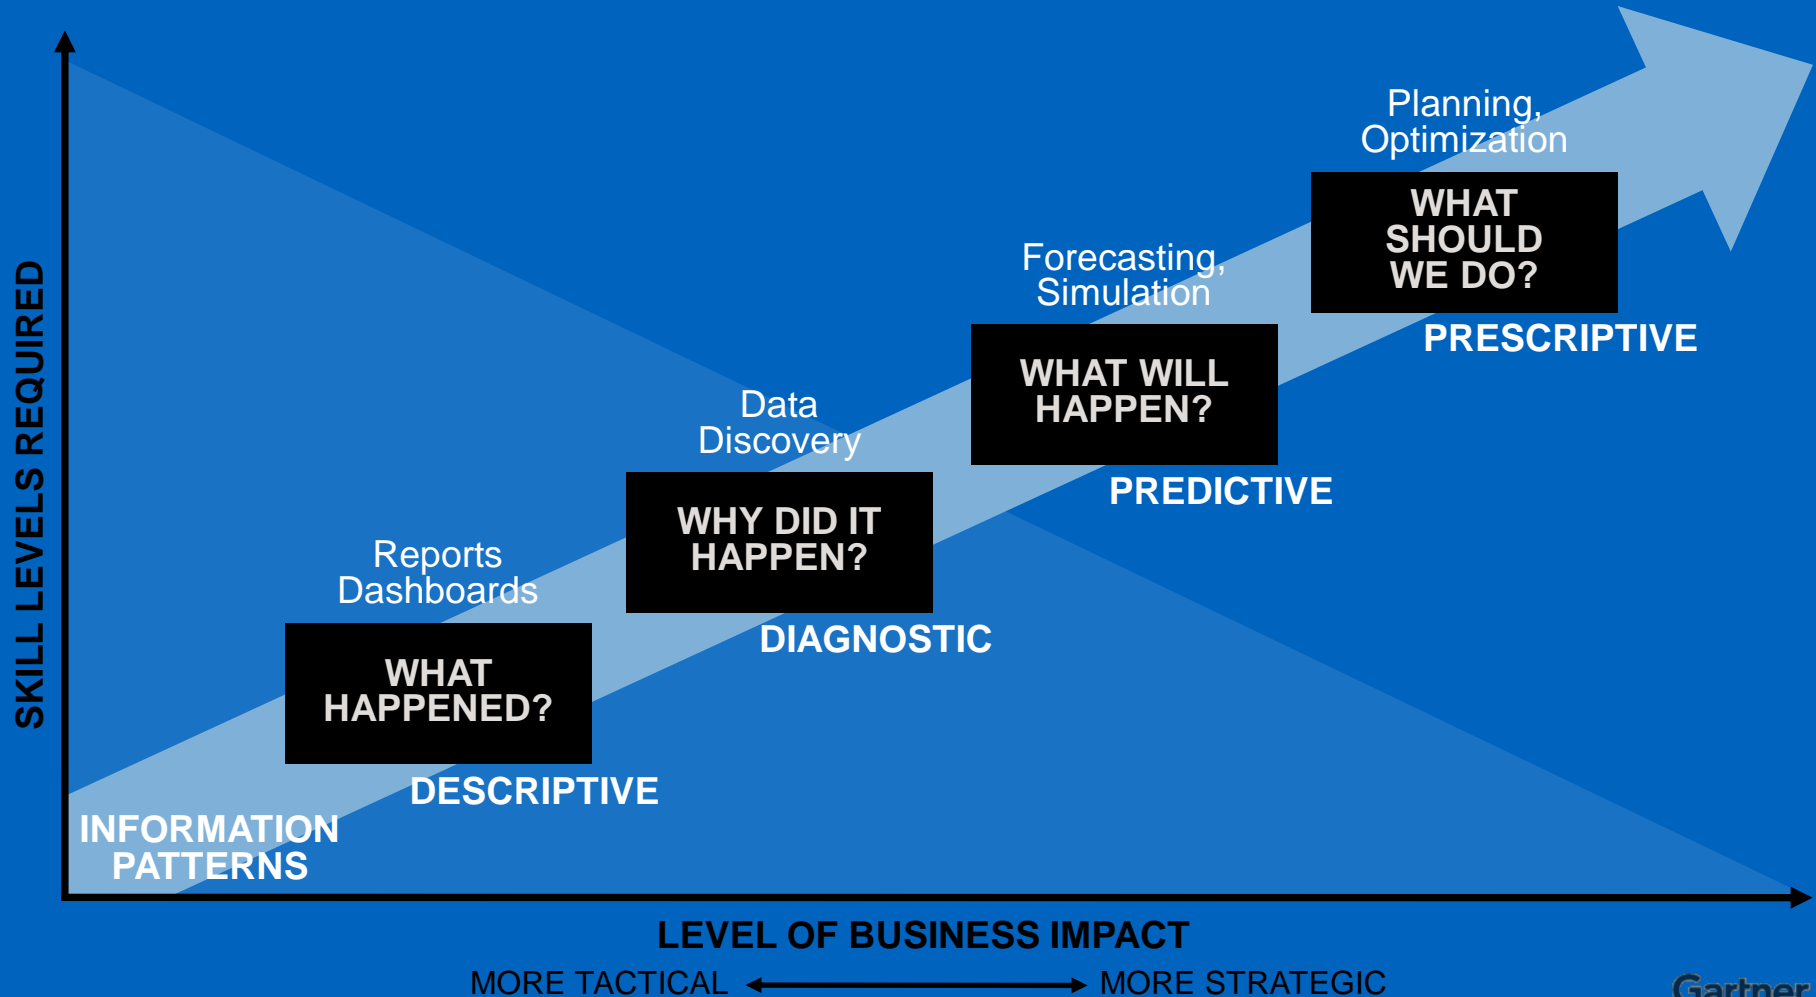 SKILL LEVELS REQUIRED
Planning,
Optimization
WHAT
SHOULD
WE DO?
PRESCRIPTIVE
Forecasting,
Simulation
WHAT WILL
HAPPEN?
PREDICTIVE
Data
Discovery
WHY DID IT
HAPPEN?
DIAGNOSTIC
Reports
Dashboards
WHAT
HAPPENED?
DESCRIPTIVE
INFORMATION
PATTERNS
LEVEL OF BUSINESS IMPACT
MORE TACTICAL
MORE STRATEGIC
Gartner